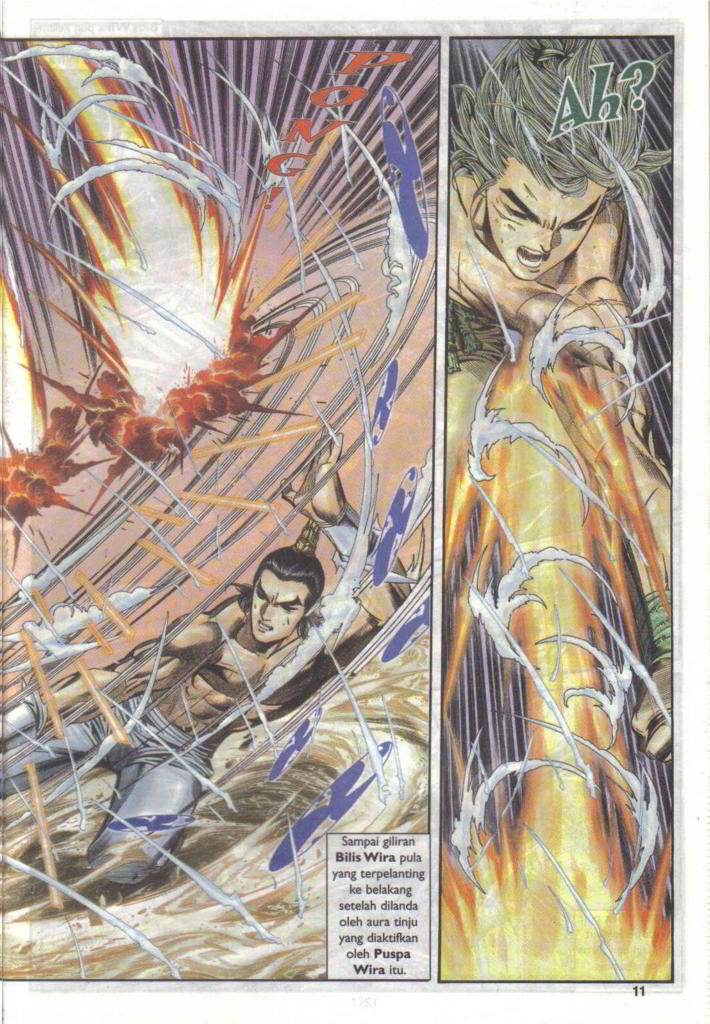 PONG!
Sampai giliran
Bilis Wira pula
yang terpelanting
ke belakang
setelah dilanda
oleh aura tinju
yang diaktifkan
oleh Puspa
Wira itu.
Ah?
11